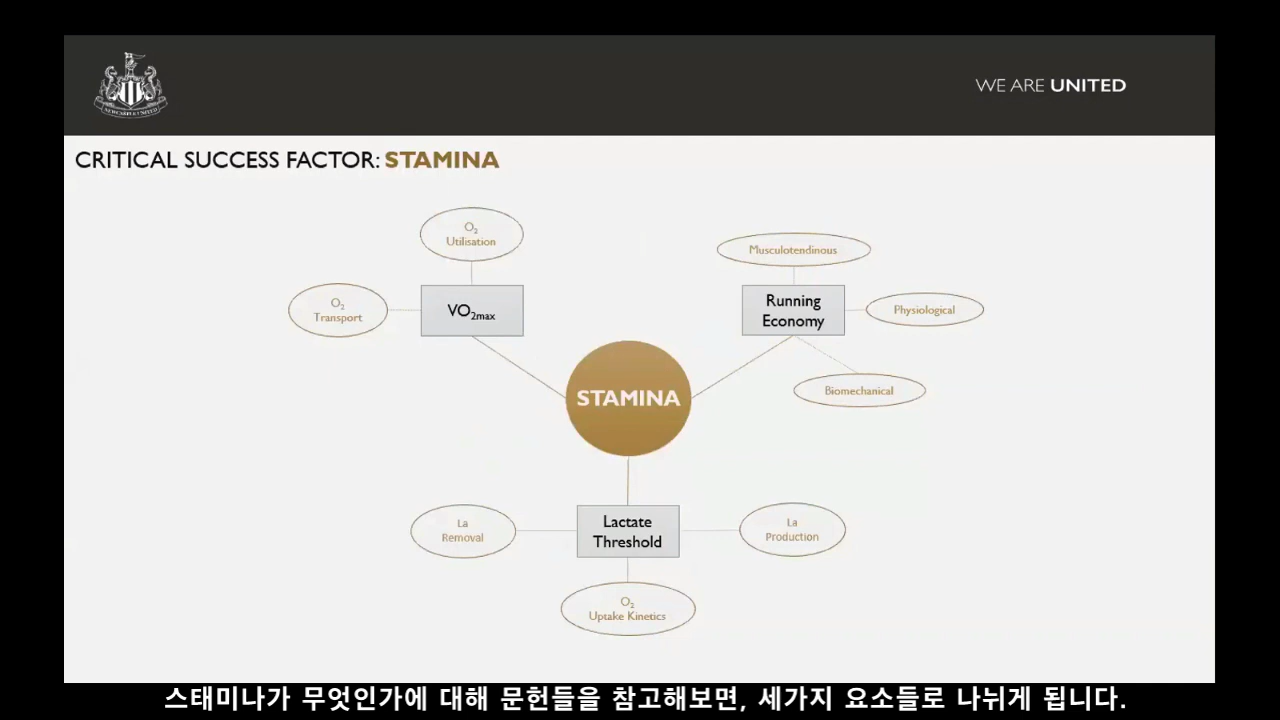 NEWCASTLE UNITED
WE ARE UNITED
CRITICAL SUCCESS FACTOR: STAMINA
O₂
Utilisation
O₂
Transport
VO₂max
Musculotendinous
Running
Economy
Physiological
Biomechanical
STAMINA
La
Removal
Lactate
Threshold
La
Production
O₂
Uptake Kinetics
스태미나가 무엇인가에 대해 문헌들을 참고해보면, 세가지 요소들로 나뉘게 됩니다.